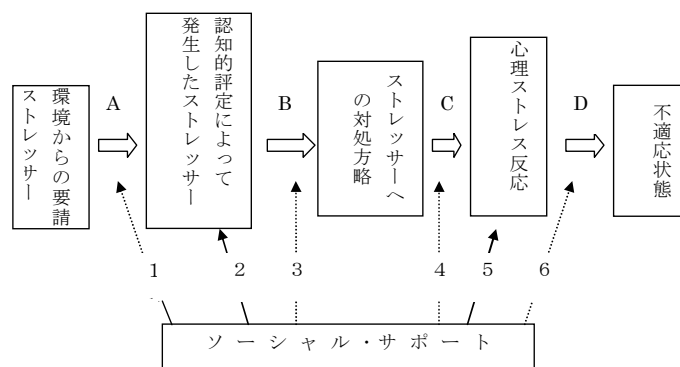 環境からの要請
ストレッサー
A
認知的評定によって
発生したストレッサー
B
ストレッサーへ
の対処方略
C
心理ストレス反応
D
不適応状態
1
2
3
4
5
6
ソーシャル・サポート